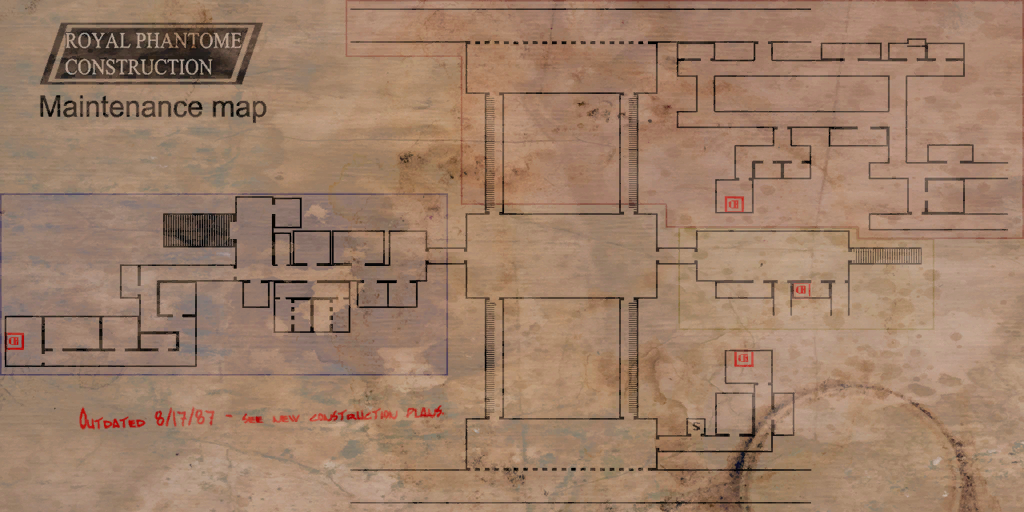 ROYAL PHANTOME
CONSTRUCTION
Maintenance map
S
OUTDATED 8/17/87 - SEE NEW CONSTRUCTION PLANS